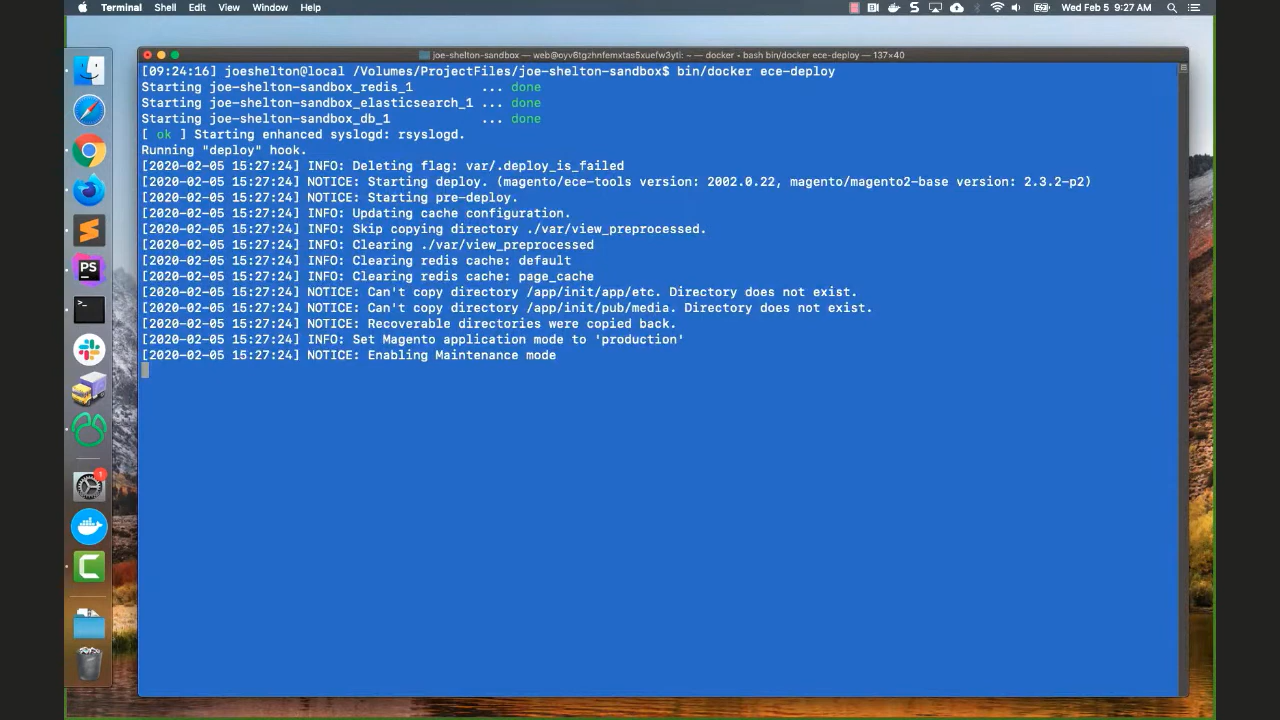 Terminal Shell Edit View Window Help Wed Feb 5 9:27 AM
joe-shelton-sandbox — web@oyv6tgzhnfemxtas5xuefw3yti: ~ — docker • bash bin/docker ece-deploy — 137×40
[09:24:16] joeshelton@local /Volumes/ProjectFiles/joe-shelton-sandbox$ bin/docker ece-deploy
Starting joe-shelton-sandbox_redis_1 ... done
Starting joe-shelton-sandbox_elasticsearch_1 ... done
Starting joe-shelton-sandbox_db_1 ... done
[ ok ] Starting enhanced syslogd: rsyslogd.
Running "deploy" hook.
[2020-02-05 15:27:24] INFO: Deleting flag: var/.deploy_is_failed
[2020-02-05 15:27:24] NOTICE: Starting deploy. (magento/ece-tools version: 2002.0.22, magento/magento2-base version: 2.3.2-p2)
[2020-02-05 15:27:24] NOTICE: Starting pre-deploy.
[2020-02-05 15:27:24] INFO: Updating cache configuration.
[2020-02-05 15:27:24] INFO: Skip copying directory ./var/view_preprocessed.
[2020-02-05 15:27:24] INFO: Clearing ./var/view_preprocessed
[2020-02-05 15:27:24] INFO: Clearing redis cache: default
[2020-02-05 15:27:24] INFO: Clearing redis cache: page_cache
[2020-02-05 15:27:24] NOTICE: Can't copy directory /app/init/app/etc. Directory does not exist.
[2020-02-05 15:27:24] NOTICE: Can't copy directory /app/init/pub/media. Directory does not exist.
[2020-02-05 15:27:24] NOTICE: Recoverable directories were copied back.
[2020-02-05 15:27:24] INFO: Set Magento application mode to 'production'
[2020-02-05 15:27:24] NOTICE: Enabling Maintenance mode
PS
1